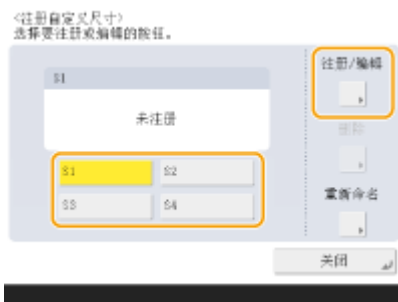 <注册自定义尺寸>
选择要注册或编辑的按钮。
注册/编辑
S1
未注册
删除
S1
S2
S3
S4
重新命名
关闭